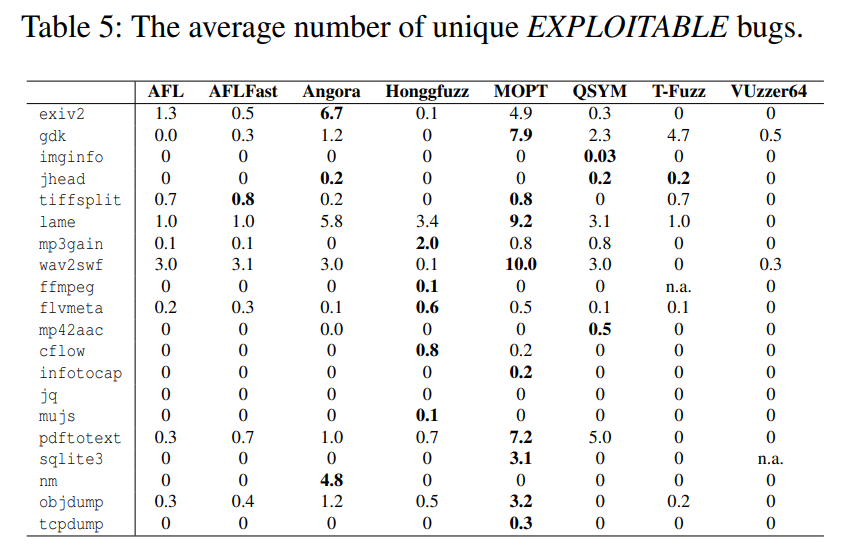 Table 5: The average number of unique EXPLOITABLE bugs.
AFL AFLFast Angora Honggfuzz MOPT QSYM T-Fuzz VUzzer64
exiv2 1.3 0.5 6.7 0.1 4.9 0.3 0 0
gdk 0.0 0.3 1.2 0 7.9 2.3 4.7 0.5
imginfo 0 0 0 0 0 0.03 0 0
jhead 0 0 0.2 0 0 0.2 0.2 0
tiffsplit 0.7 0.8 0.2 0 0.8 0 0.7 0
lame 1.0 1.0 5.8 3.4 9.2 3.1 1.0 0
mp3gain 0.1 0.1 0 2.0 0.8 0.8 0 0
wav2swf 3.0 3.1 3.0 0.1 10.0 3.0 0 0.3
ffmpeg 0 0 0 0.1 0 0 n.a. 0
flvmeta 0.2 0.3 0.1 0.6 0.5 0.1 0.1 0
mp42aac 0 0 0.0 0 0 0.5 0 0
cflow 0 0 0 0.8 0.2 0 0 0
infotocap 0 0 0 0 0.2 0 0 0
jq 0 0 0 0 0 0 0 0
mujs 0 0 0 0.1 0 0 0 0
pdftotext 0.3 0.7 1.0 0.7 7.2 5.0 0 0
sqlite3 0 0 0 0 3.1 0 0 n.a.
nm 0 0 4.8 0 0 0 0 0
objdump 0.3 0.4 1.2 0.5 3.2 0 0.2 0
tcpdump 0 0 0 0 0.3 0 0 0